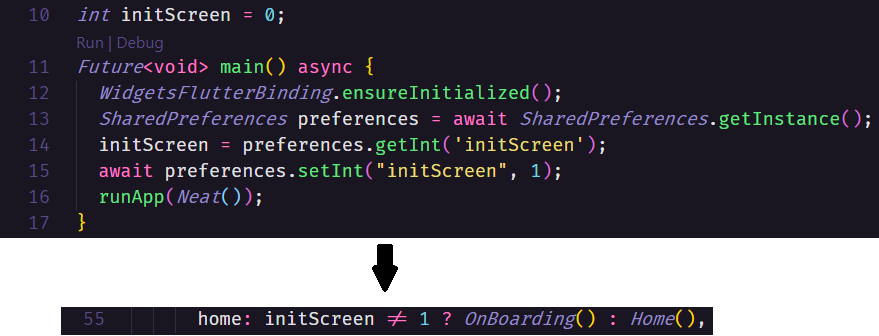 10 int initScreen = 0;
Run | Debug
11 Future<void> main() async {
12 WidgetsFlutterBinding.ensureInitialized();
13 SharedPreferences preferences = await SharedPreferences.getInstance();
14 initScreen = preferences.getInt('initScreen');
15 await preferences.setInt("initScreen", 1);
16 runApp(Neat());
17 }
55 home: initScreen ≠ 1 ? OnBoarding() : Home(),